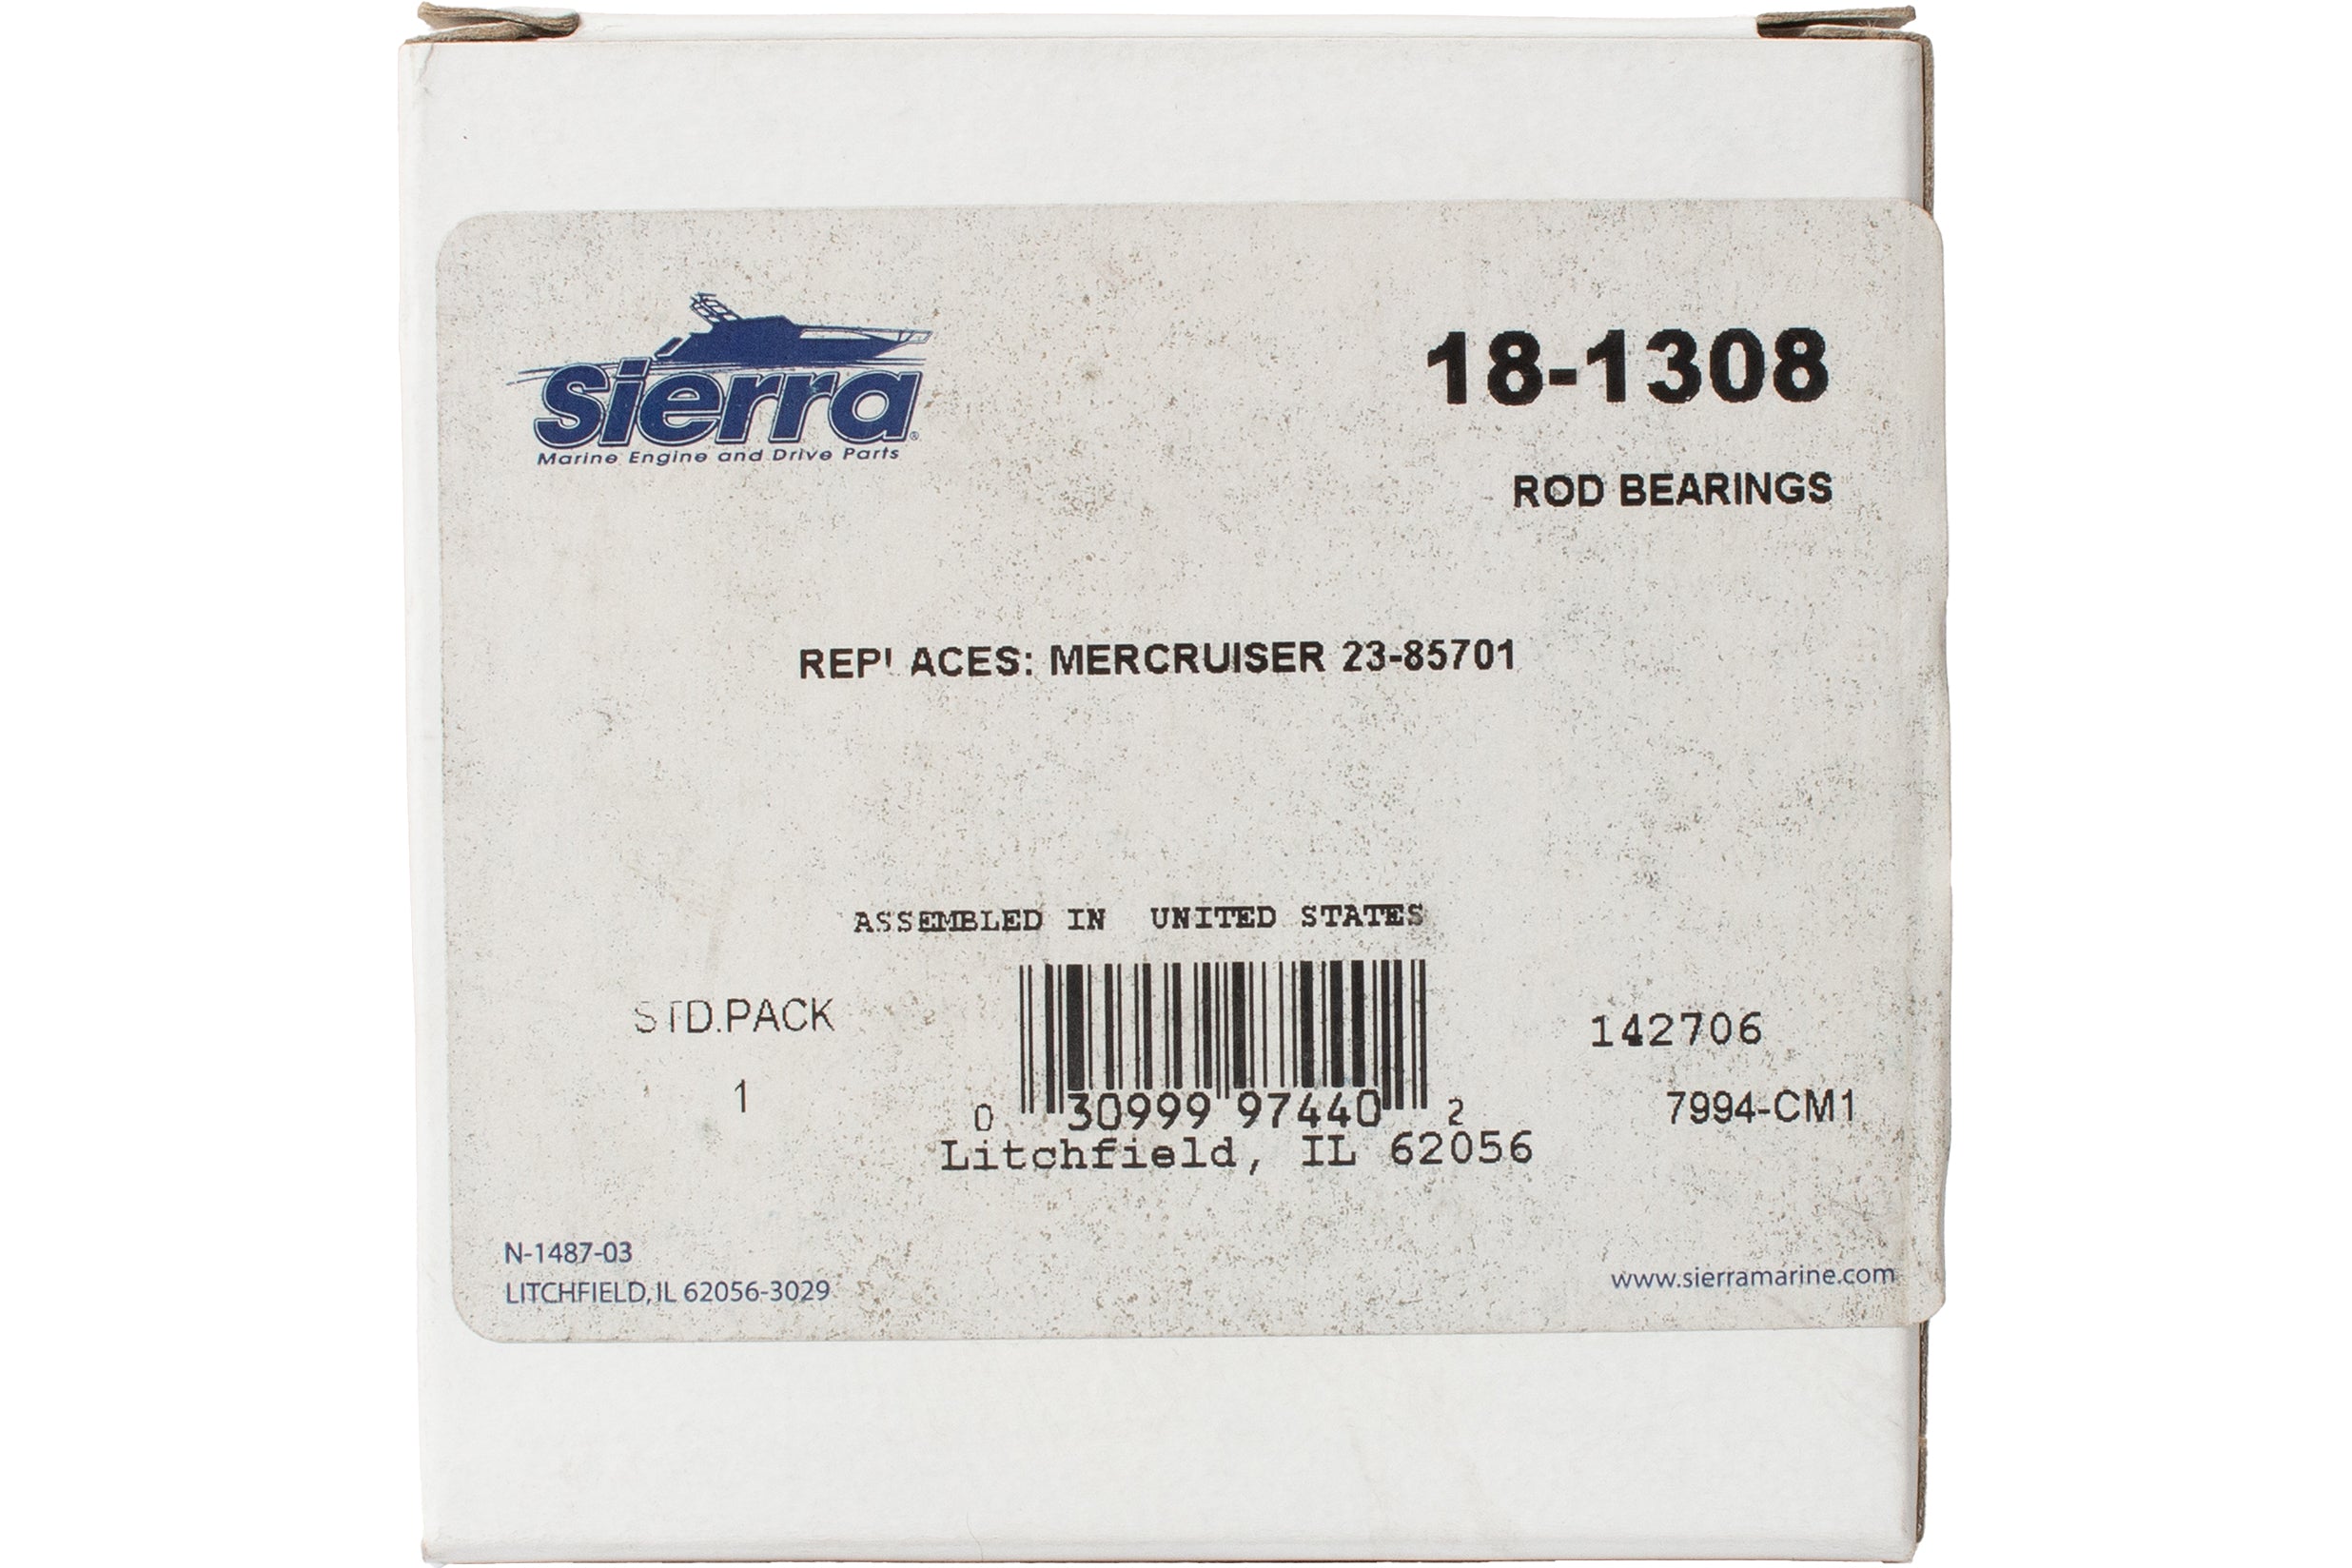 Sierra®
Marine Engine and Drive Parts
18-1308
ROD BEARINGS
REPLACES: MERCRUISER 23-85701
ASSEMBLED IN UNITED STATES
STD.PACK
1
0 30999 97440 2
Litchfield, IL 62056
142706
7994-CM1
N-1487-03
LITCHFIELD, IL 62056-3029
www.sierramarine.com